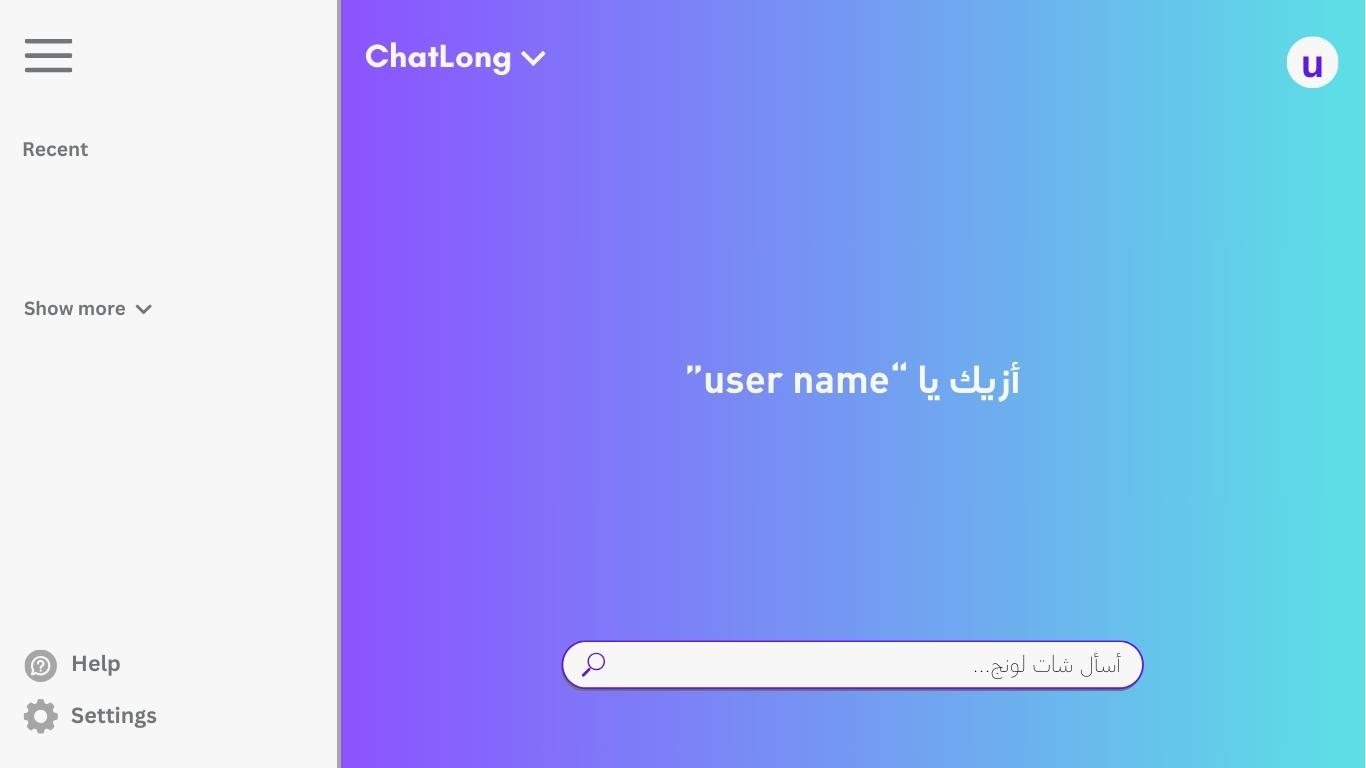 ChatLong
u
Recent
Show more
أزيك يا “user name”
أسأل شات لونج...
Help
Settings